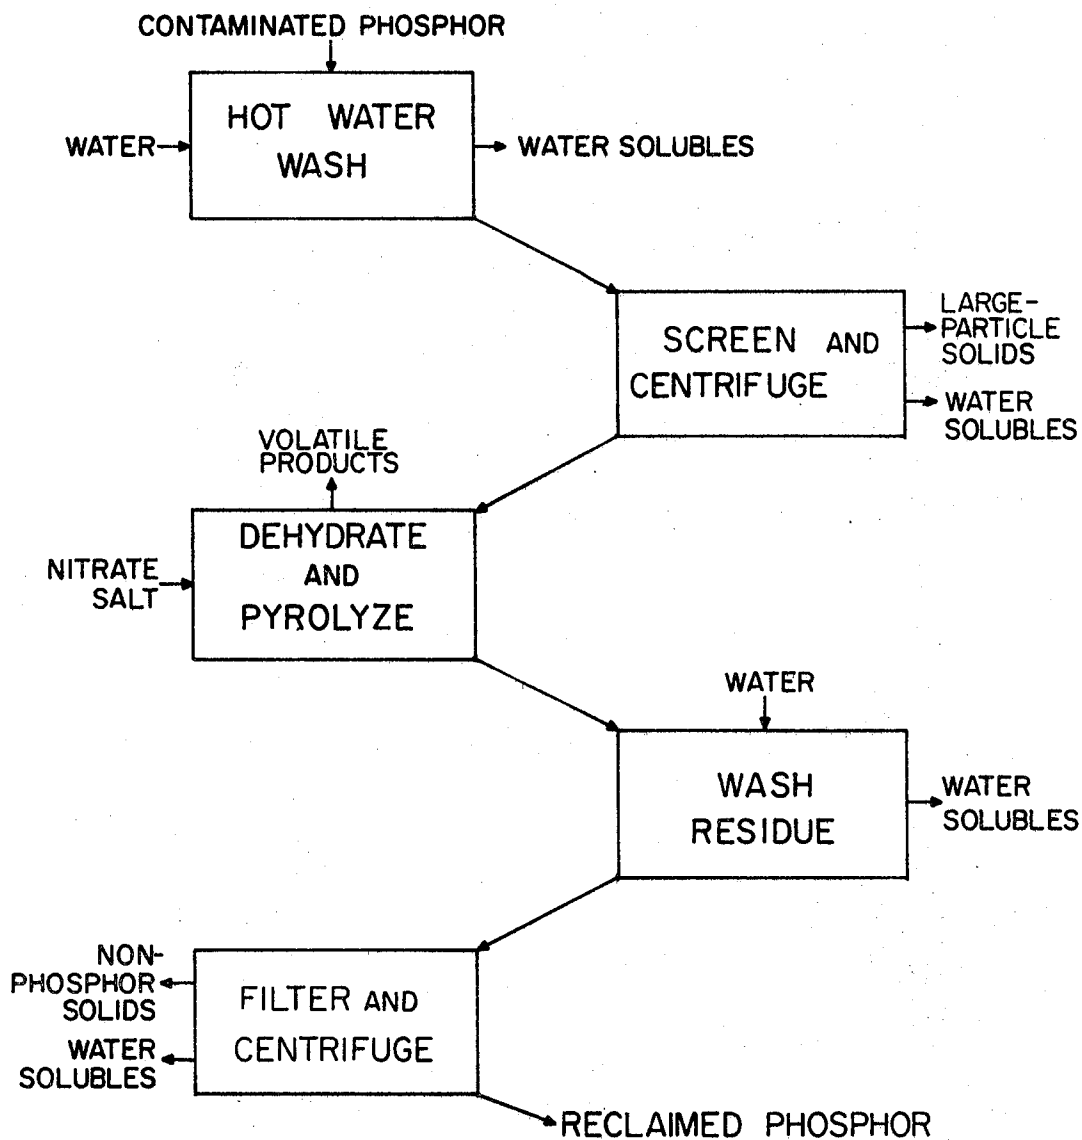 CONTAMINATED PHOSPHOR
HOT WATER
WASH
WATER
WATER SOLUBLES
SCREEN AND
CENTRIFUGE
LARGE-
PARTICLE
SOLIDS
WATER
SOLUBLES
VOLATILE
PRODUCTS
DEHYDRATE
AND
PYROLYZE
NITRATE
SALT
WATER
WASH
RESIDUE
WATER
SOLUBLES
NON-
PHOSPHOR
SOLIDS
WATER
SOLUBLES
FILTER AND
CENTRIFUGE
RECLAIMED PHOSPHOR